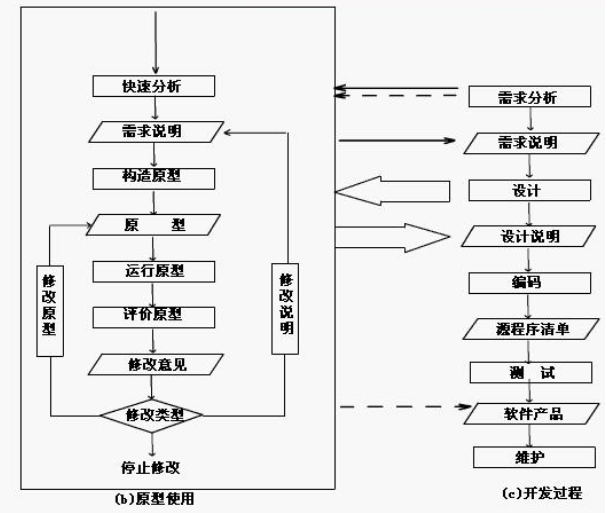 快速分析
需求说明
构造原型
原 型
运行原型
评价原型
修改意见
修改类型
停止修改
修改原型
修改说明
(b)原型使用
需求分析
需求说明
设计
设计说明
编码
源程序清单
测 试
软件产品
维护
(c)开发过程